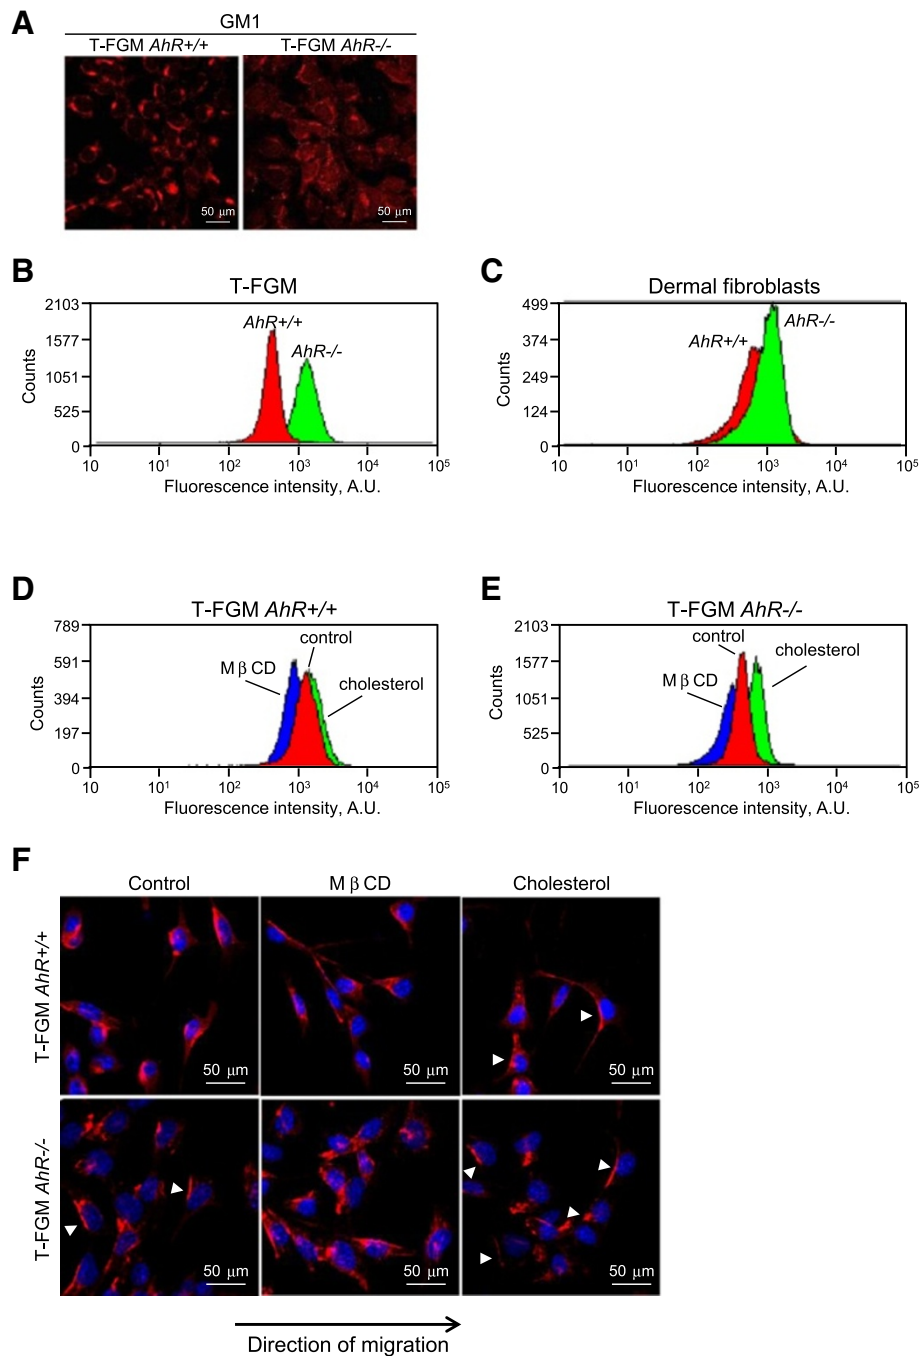 A
GM1
T-FGM AhR+/+ T-FGM AhR-/-
50 μm 50 μm
B
T-FGM
2103
1577
1051
525
0
Counts
AhR+/+
AhR-/-
10 10¹ 10² 10³ 10⁴ 10⁵
Fluorescence intensity, A.U.
C
Dermal fibroblasts
499
374
249
124
0
Counts
AhR+/+
AhR-/-
10 10¹ 10² 10³ 10⁴ 10⁵
Fluorescence intensity, A.U.
D
T-FGM AhR+/+
789
591
394
197
0
Counts
control
M β CD
cholesterol
10 10¹ 10² 10³ 10⁴ 10⁵
Fluorescence intensity, A.U.
E
T-FGM AhR-/-
2103
1577
1051
525
0
Counts
control
cholesterol
M β CD
10 10¹ 10² 10³ 10⁴ 10⁵
Fluorescence intensity, A.U.
F
Control M β CD Cholesterol
T-FGM AhR+/+
50 μm 50 μm 50 μm
T-FGM AhR-/-
50 μm 50 μm 50 μm
Direction of migration